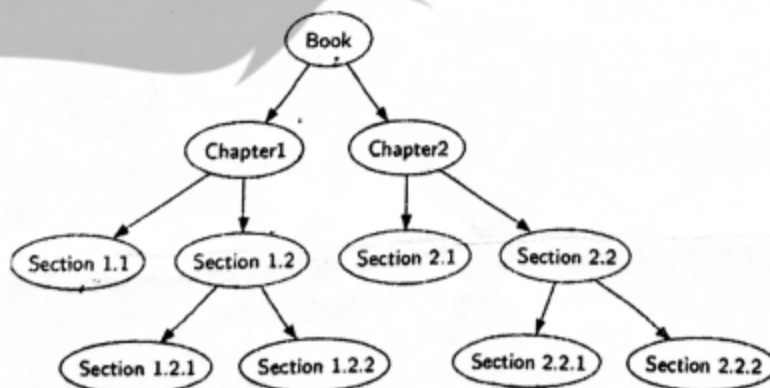 Book
Chapter1
Chapter2
Section 1.1
Section 1.2
Section 2.1
Section 2.2
Section 1.2.1
Section 1.2.2
Section 2.2.1
Section 2.2.2